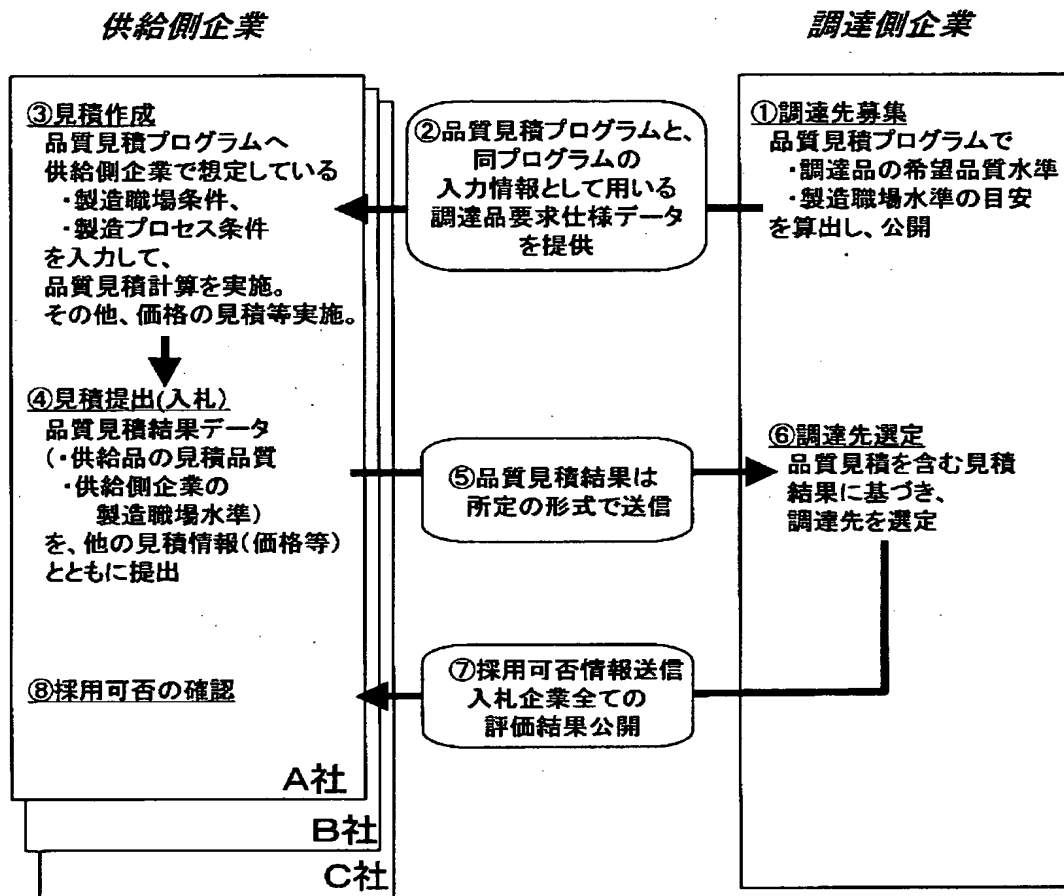 供給側企業
調達側企業
③見積作成
品質見積プログラムへ
供給側企業で想定している
・製造職場条件、
・製造プロセス条件
を入力して、
品質見積計算を実施。
その他、価格の見積等実施。
④見積提出(入札)
品質見積結果データ
(・供給品の見積品質
・供給側企業の
製造職場水準)
を、他の見積情報(価格等)
とともに提出
⑧採用可否の確認
A社
B社
C社
②品質見積プログラムと、
同プログラムの
入力情報として用いる
調達品要求仕様データ
を提供
⑤品質見積結果は
所定の形式で送信
⑦採用可否情報送信
入札企業全ての
評価結果公開
①調達先募集
品質見積プログラムで
・調達品の希望品質水準
・製造職場水準の目安
を算出し、公開
⑥調達先選定
品質見積を含む見積
結果に基づき、
調達先を選定